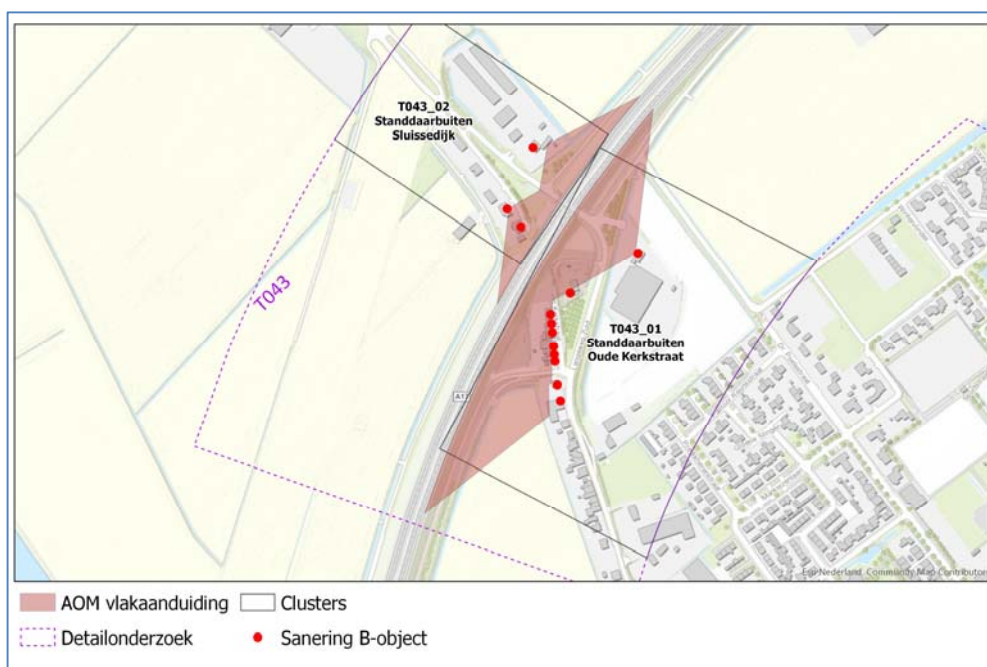 T043_02
Standdaarbuiten
Sluissedijk
T043
T043_01
Standdaarbuiten
Oude Kerkstraat
Esri Nederland, Community Map Contributors
AOM vlakaanduiding
Clusters
Detailonderzoek
Sanering B-object